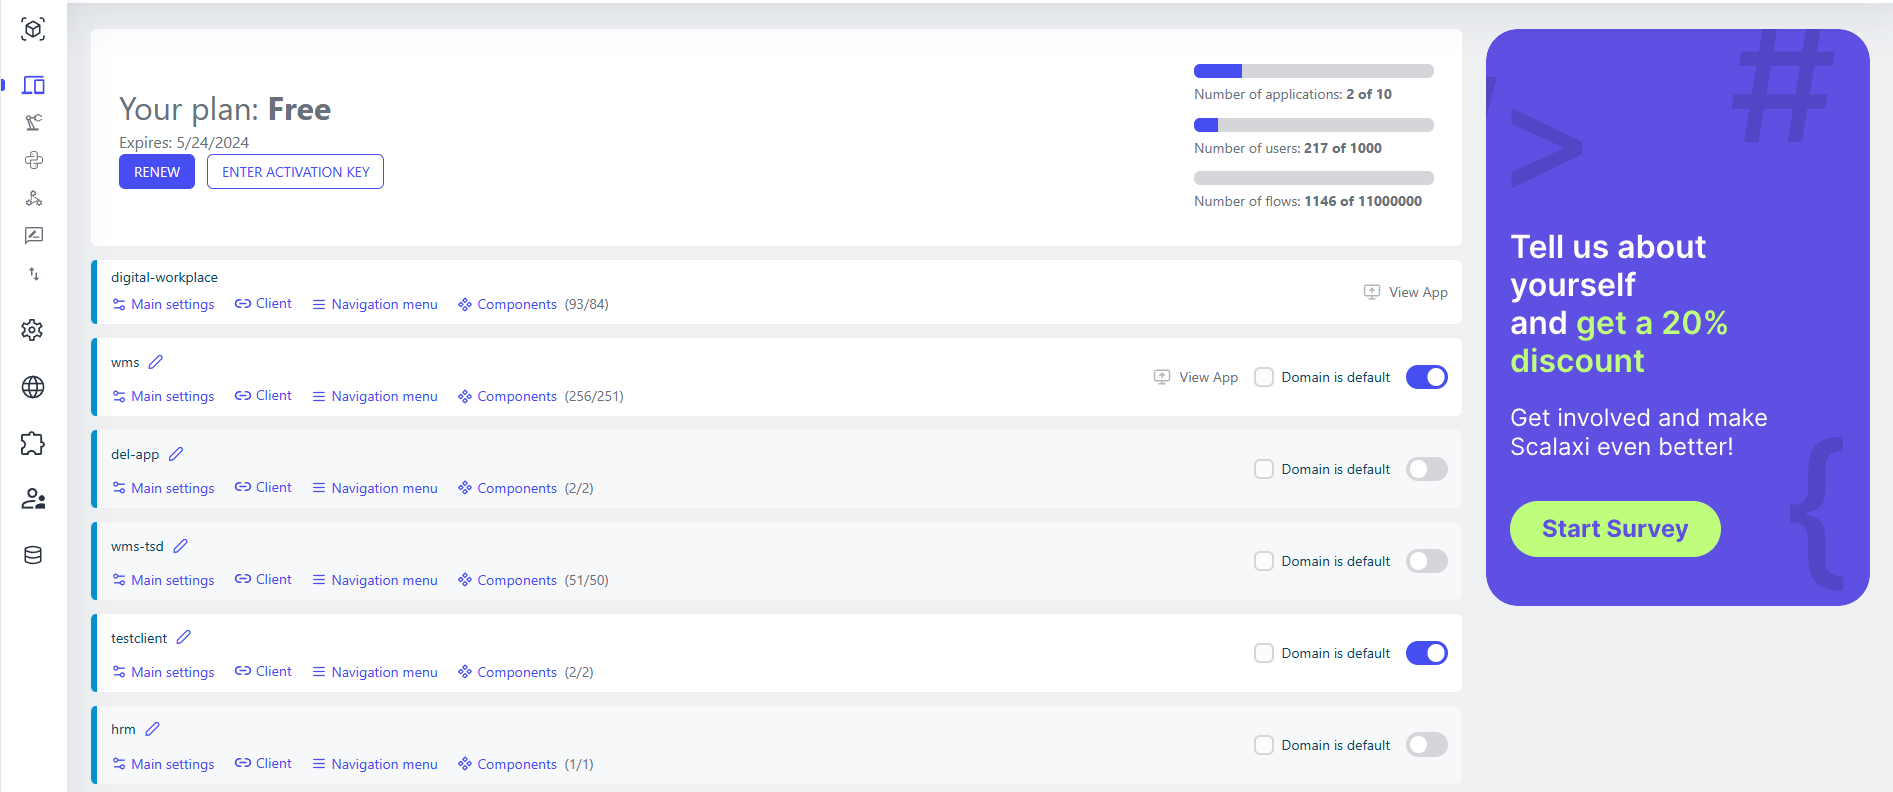 Your plan: Free
Expires: 5/24/2024
RENEW
ENTER ACTIVATION KEY
Number of applications: 2 of 10
Number of users: 217 of 1000
Number of flows: 1146 of 11000000
digital-workplace
Main settings Client Navigation menu Components (93/84)
View App
wms
Main settings Client Navigation menu Components (256/251)
View App Domain is default
del-app
Main settings Client Navigation menu Components (2/2)
Domain is default
wms-tsd
Main settings Client Navigation menu Components (51/50)
Domain is default
testclient
Main settings Client Navigation menu Components (2/2)
Domain is default
hrm
Main settings Client Navigation menu Components (1/1)
Domain is default
#
>
Tell us about
yourself
and get a 20%
discount
Get involved and make
Scalaxi even better!
{
Start Survey